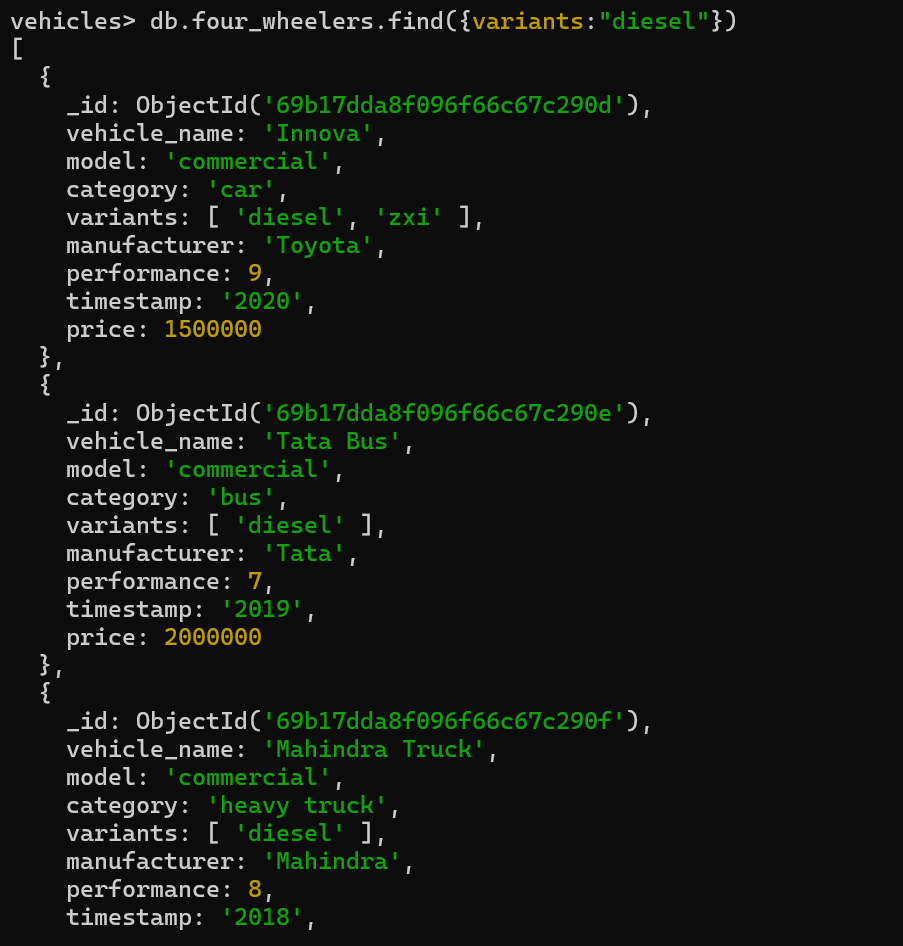 vehicles> db.four_wheelers.find({variants:"diesel"})
[
  {
    _id: ObjectId('69b17dda8f096f66c67c290d'),
    vehicle_name: 'Innova',
    model: 'commercial',
    category: 'car',
    variants: [ 'diesel', 'zxi' ],
    manufacturer: 'Toyota',
    performance: 9,
    timestamp: '2020',
    price: 1500000
  },
  {
    _id: ObjectId('69b17dda8f096f66c67c290e'),
    vehicle_name: 'Tata Bus',
    model: 'commercial',
    category: 'bus',
    variants: [ 'diesel' ],
    manufacturer: 'Tata',
    performance: 7,
    timestamp: '2019',
    price: 2000000
  },
  {
    _id: ObjectId('69b17dda8f096f66c67c290f'),
    vehicle_name: 'Mahindra Truck',
    model: 'commercial',
    category: 'heavy truck',
    variants: [ 'diesel' ],
    manufacturer: 'Mahindra',
    performance: 8,
    timestamp: '2018',